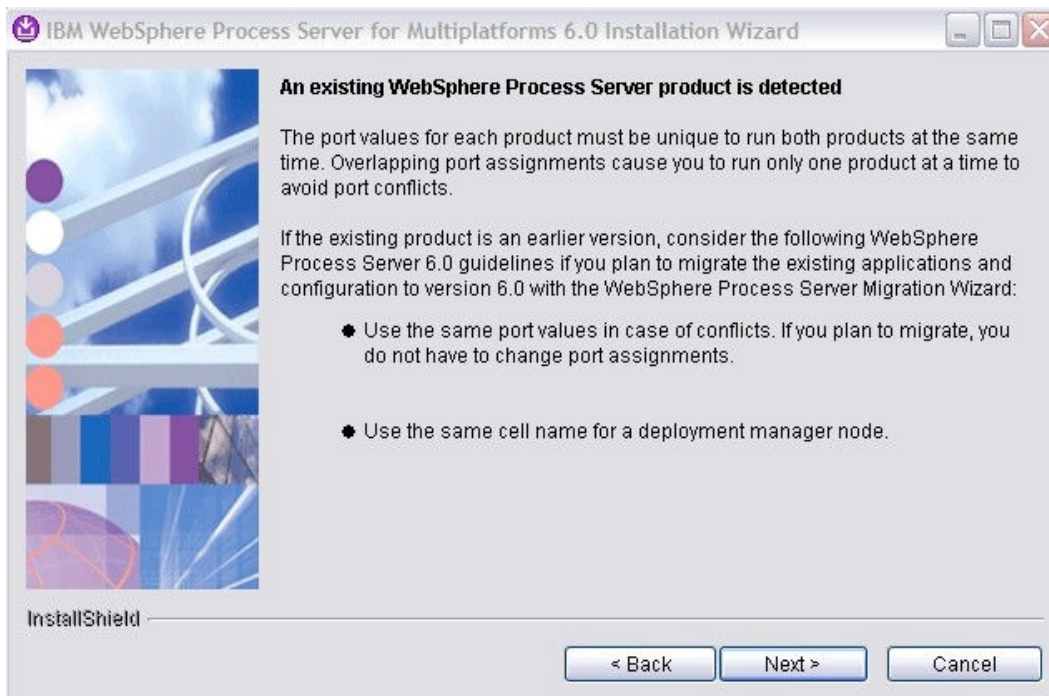 IBM WebSphere Process Server for Multiplatforms 6.0 Installation Wizard
An existing WebSphere Process Server product is detected
The port values for each product must be unique to run both products at the same
time. Overlapping port assignments cause you to run only one product at a time to
avoid port conflicts.
If the existing product is an earlier version, consider the following WebSphere
Process Server 6.0 guidelines if you plan to migrate the existing applications and
configuration to version 6.0 with the WebSphere Process Server Migration Wizard:
● Use the same port values in case of conflicts. If you plan to migrate, you
do not have to change port assignments.
● Use the same cell name for a deployment manager node.
InstallShield
< Back
Next >
Cancel